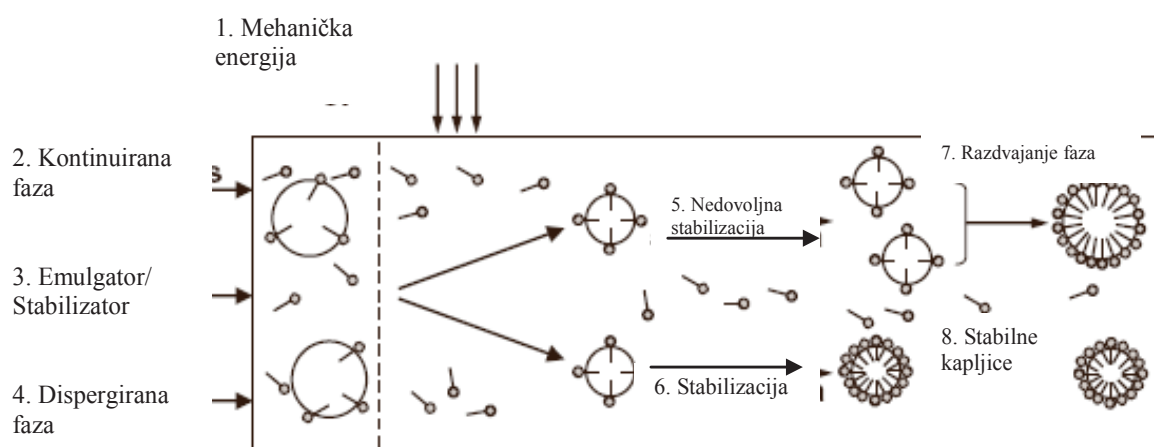 1. Mehanička
energija
2. Kontinuirana
faza
3. Emulgator/
Stabilizator
4. Dispergirana
faza
5. Nedovoljna
stabilizacija
6. Stabilizacija
7. Razdvajanje faza
8. Stabilne
kapljice